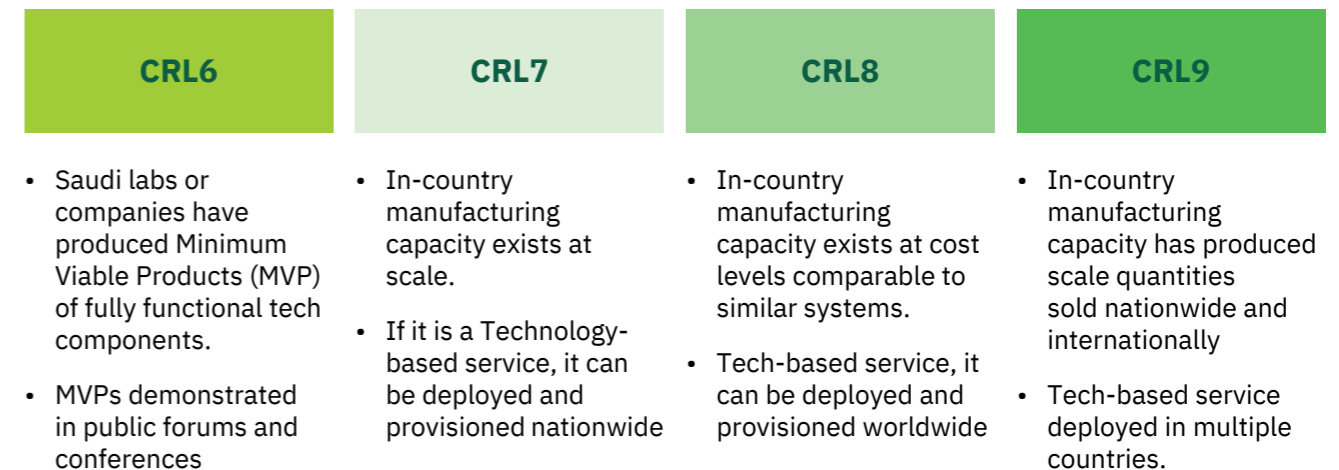 CRL6
• Saudi labs or
companies have
produced Minimum
Viable Products (MVP)
of fully functional tech
components.
• MVPs demonstrated
in public forums and
conferences
CRL7
• In-country
manufacturing
capacity exists at
scale.
• If it is a Technology-
based service, it can
be deployed and
provisioned nationwide
CRL8
• In-country
manufacturing
capacity exists at cost
levels comparable to
similar systems.
• Tech-based service, it
can be deployed and
provisioned worldwide
CRL9
• In-country
manufacturing
capacity has produced
scale quantities
sold nationwide and
internationally
• Tech-based service
deployed in multiple
countries.